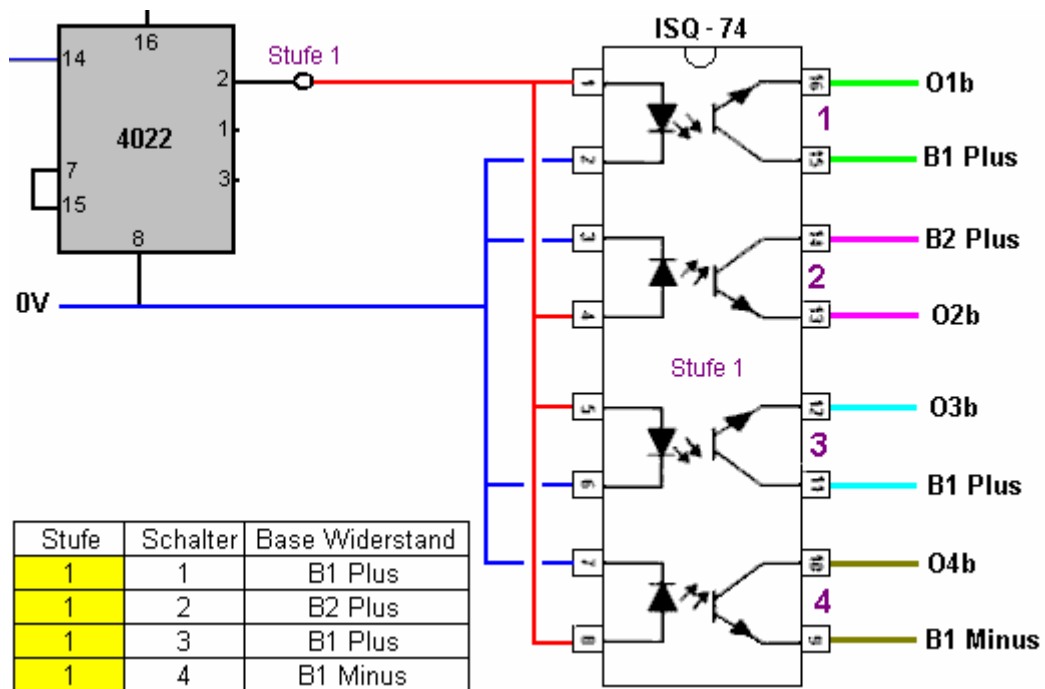 ISQ - 74
16
14
Stufe 1
2
4022
1
7
3
15
8
0V
1
16
O1b
1
2
15
B1 Plus
3
14
B2 Plus
2
4
13
O2b
Stufe 1
5
12
O3b
3
6
11
B1 Plus
7
10
O4b
4
8
9
B1 Minus
Stufe Schalter Base Widerstand
1 1 B1 Plus
1 2 B2 Plus
1 3 B1 Plus
1 4 B1 Minus